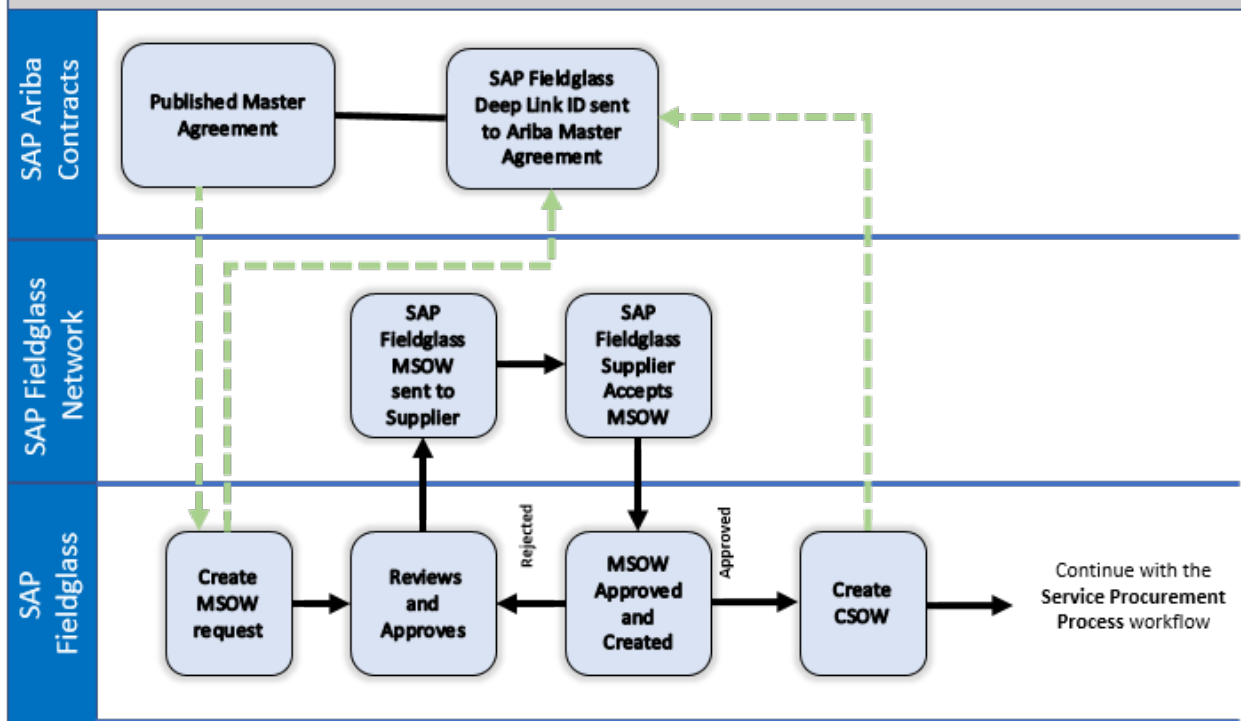 SAP Ariba
Contracts
Published Master
Agreement
SAP Fieldglass
Deep Link ID sent
to Ariba Master
Agreement
SAP Fieldglass
Network
SAP
Fieldglass
MSOW
sent to
Supplier
SAP
Fieldglass
Supplier
Accepts
MSOW
SAP
Fieldglass
Create
MSOW
request
Reviews
and
Approves
Rejected
MSOW
Approved
and
Created
Approved
Create
CSOW
Continue with the
Service Procurement
Process workflow